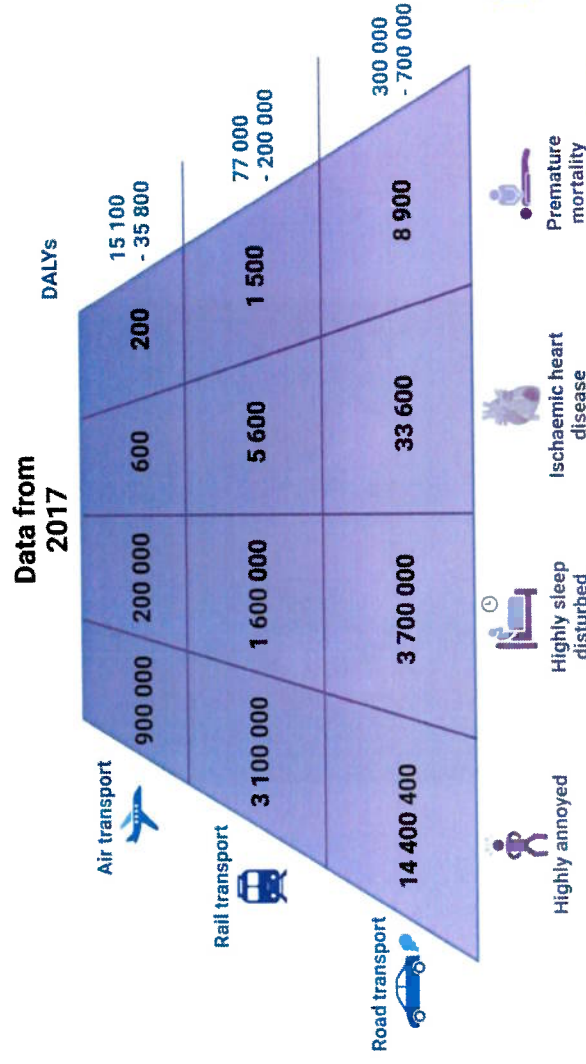 Data from
2017
DALYs
Air transport
900 000
200 000
600
200
15 100
- 35 800
Rail transport
3 100 000
1 600 000
5 600
1 500
77 000
- 200 000
Road transport
14 400 400
3 700 000
33 600
8 900
300 000
- 700 000
Highly annoyed
Highly sleep
disturbed
Ischaemic heart
disease
Premature
mortality